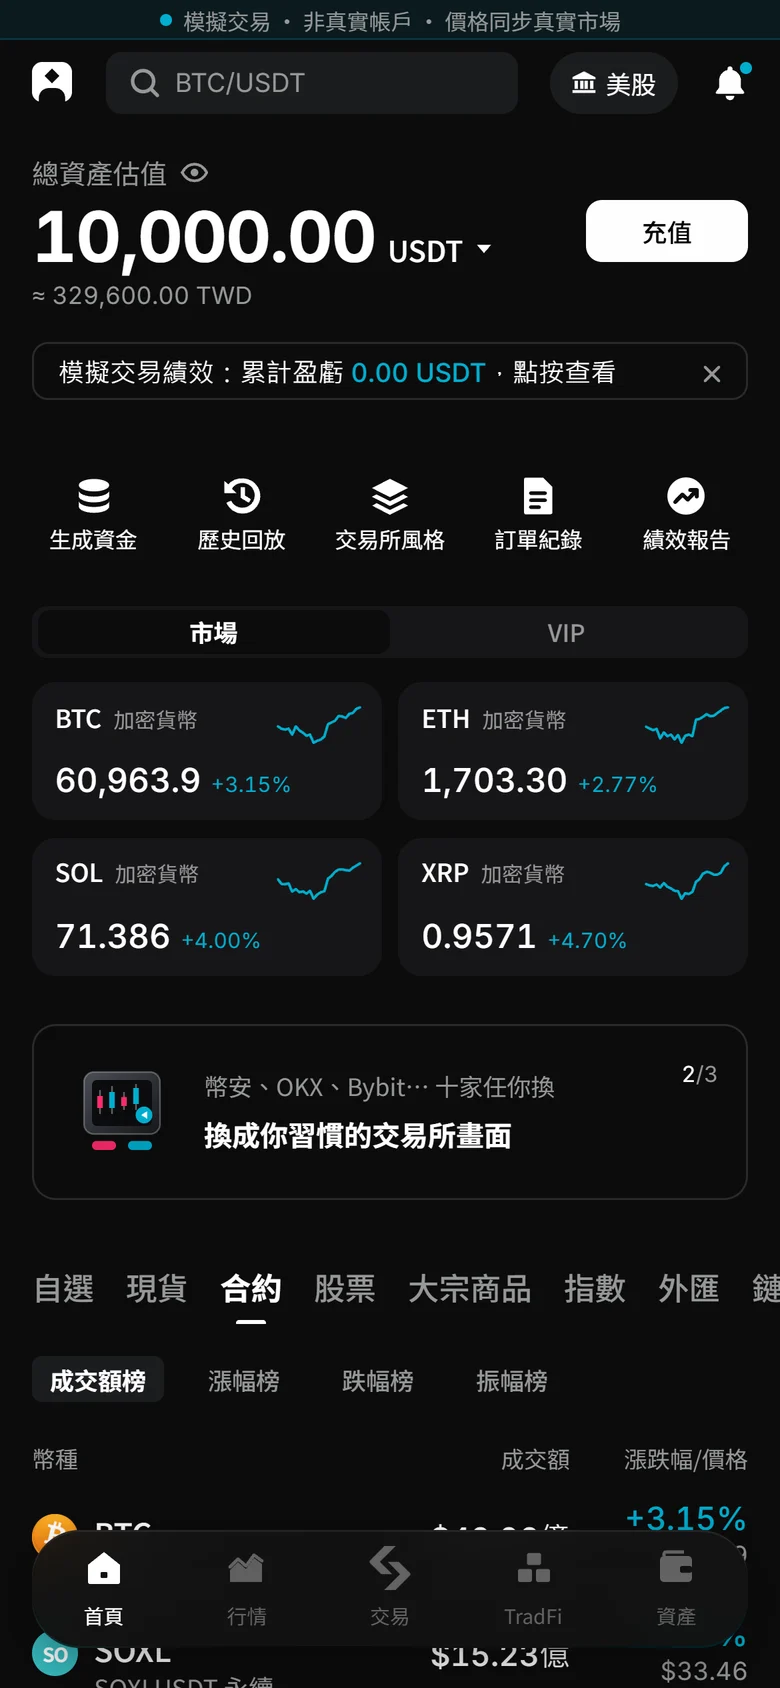 模擬交易 • 非真實帳戶 • 價格同步真實市場
BTC/USDT
美股
總資產估值
10,000.00 USDT
充值
≈ 329,600.00 TWD
模擬交易績效：累計盈虧 0.00 USDT，點按查看
生成資金
歷史回放
交易所風格
訂單紀錄
績效報告
市場
VIP
BTC 加密貨幣
60,963.9 +3.15%
ETH 加密貨幣
1,703.30 +2.77%
SOL 加密貨幣
71.386 +4.00%
XRP 加密貨幣
0.9571 +4.70%
幣安、OKX、Bybit⋯ 十家任你換
2/3
換成你習慣的交易所畫面
自選 現貨 合約 股票 大宗商品 指數 外匯 鏈
成交額榜 漲幅榜 跌幅榜 振幅榜
幣種 成交額 漲跌幅/價格
BTC
+3.15%
首頁
行情
交易
TradFi
資產
SO SOXL $15.23億
SOXLUSDT 永續
$33.46